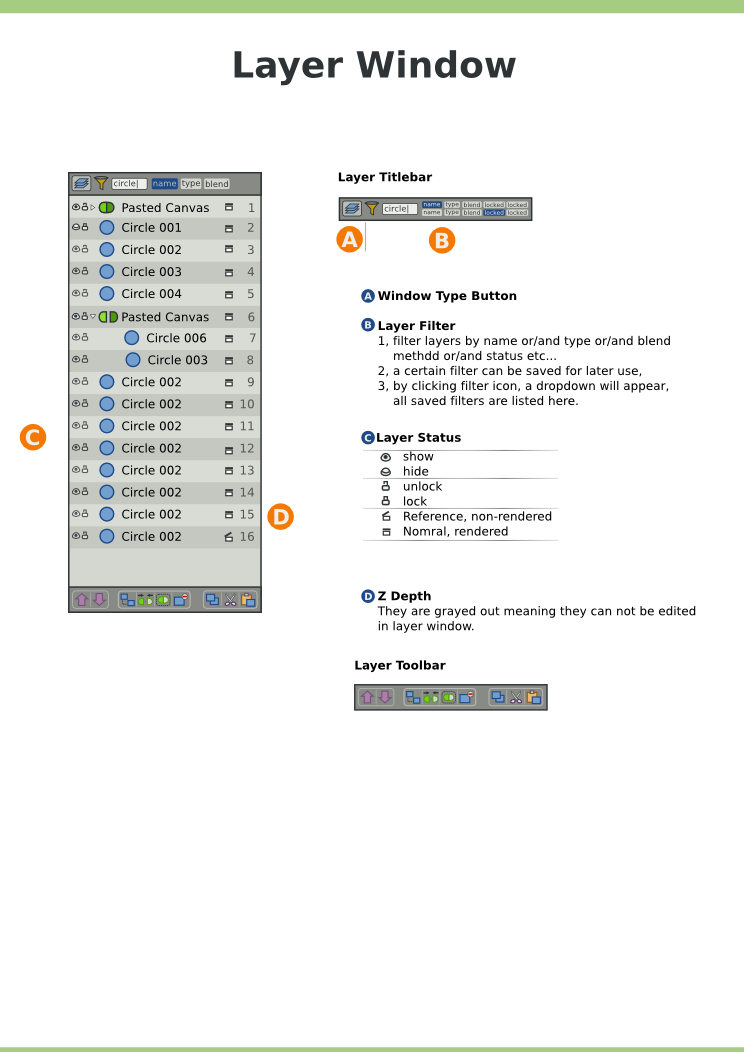 Layer Window
circle| name type blend
Pasted Canvas 1
Circle 001 2
Circle 002 3
Circle 003 4
Circle 004 5
Pasted Canvas 6
Circle 006 7
Circle 003 8
Circle 002 9
Circle 002 10
Circle 002 11
Circle 002 12
Circle 002 13
Circle 002 14
Circle 002 15
Circle 002 16
C
D
Layer Titlebar
circle| name type blend locked locked
name type blend locked locked
A B
A Window Type Button
B Layer Filter
1, filter layers by name or/and type or/and blend
methdd or/and status etc...
2, a certain filter can be saved for later use,
3, by clicking filter icon, a dropdown will appear,
all saved filters are listed here.
C Layer Status
show
hide
unlock
lock
Reference, non-rendered
Nomral, rendered
D Z Depth
They are grayed out meaning they can not be edited
in layer window.
Layer Toolbar